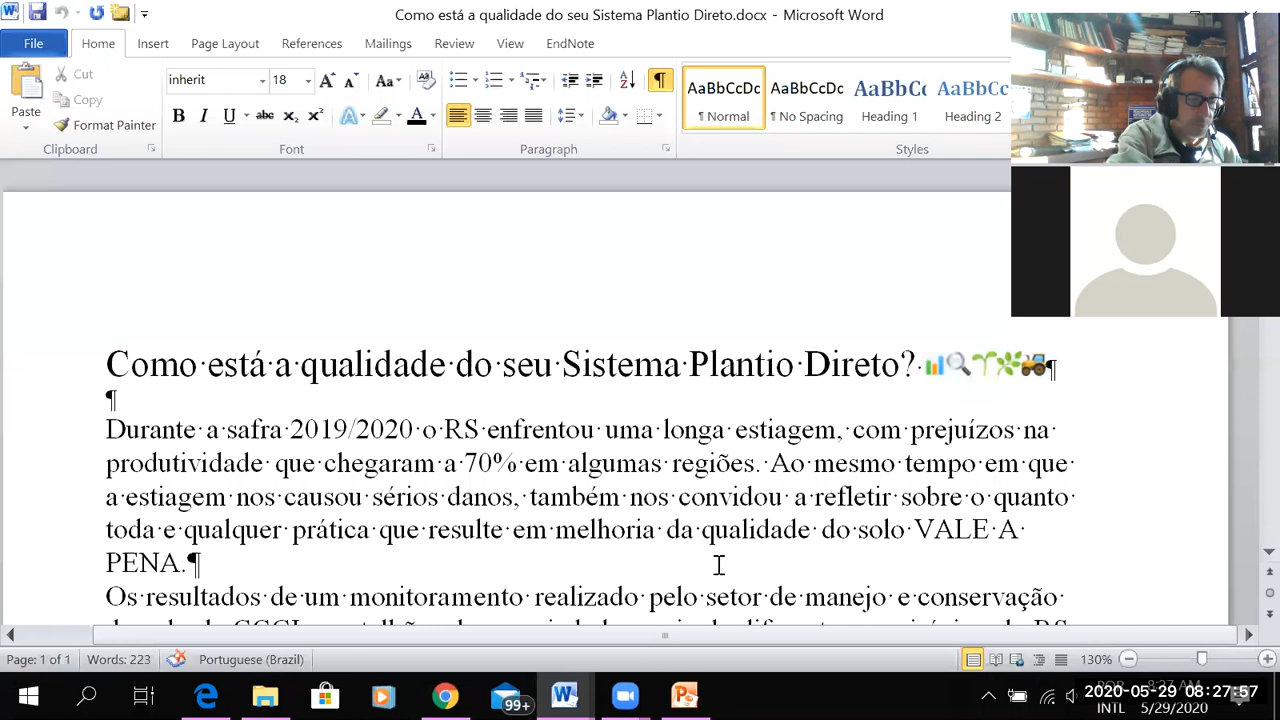 Como está a qualidade do seu Sistema Plantio Direto.docx - Microsoft Word
File Home Insert Page Layout References Mailings Review View EndNote
Paste
Cut
Copy
Format Painter
inherit 18
AaBbCcDc AaBbCcDc AaBbCc AaBbCc
¶ Normal ¶ No Spacing Heading 1 Heading 2
Clipboard Font Paragraph Styles
Como está a qualidade do seu Sistema Plantio Direto?
Durante a safra 2019/2020 o RS enfrentou uma longa estiagem, com prejuízos na
produtividade que chegaram a 70% em algumas regiões. Ao mesmo tempo em que
a estiagem nos causou sérios danos, também nos convidou a refletir sobre o quanto
toda e qualquer prática que resulte em melhoria da qualidade do solo VALE A
PENA.
Os resultados de um monitoramento realizado pelo setor de manejo e conservação
Page: 1 of 1 Words: 223 Portuguese (Brazil) 130%
99+
2020-05-29 08:27:57
INTL 5/29/2020